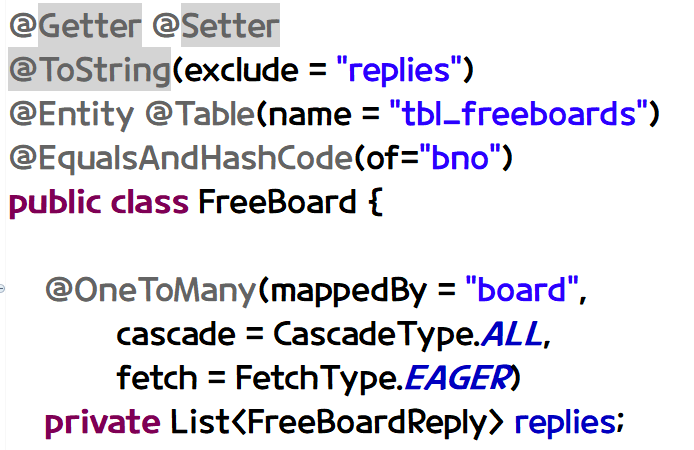 @Getter @Setter
@ToString(exclude = "replies")
@Entity @Table(name = "tbl_freeboards")
@EqualsAndHashCode(of="bno")
public class FreeBoard {
@OneToMany(mappedBy = "board",
cascade = CascadeType.ALL,
fetch = FetchType.EAGER)
private List<FreeBoardReply> replies;